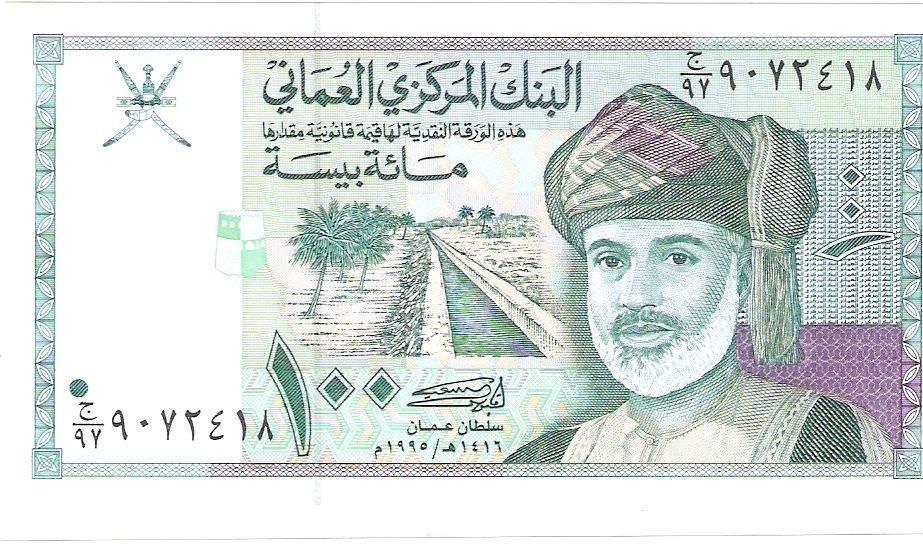 البنك المركزي العماني
ج/٩٧ ٩٠٧٢٤١٨
هذه الورقة النقدية لها قيمة قانونية مقدارها
مائة بيسة
١٠٠
١٠٠
ج/٩٧ ٩٠٧٢٤١٨
سلطان عمان
١٤١٦هـ/١٩٩٥م